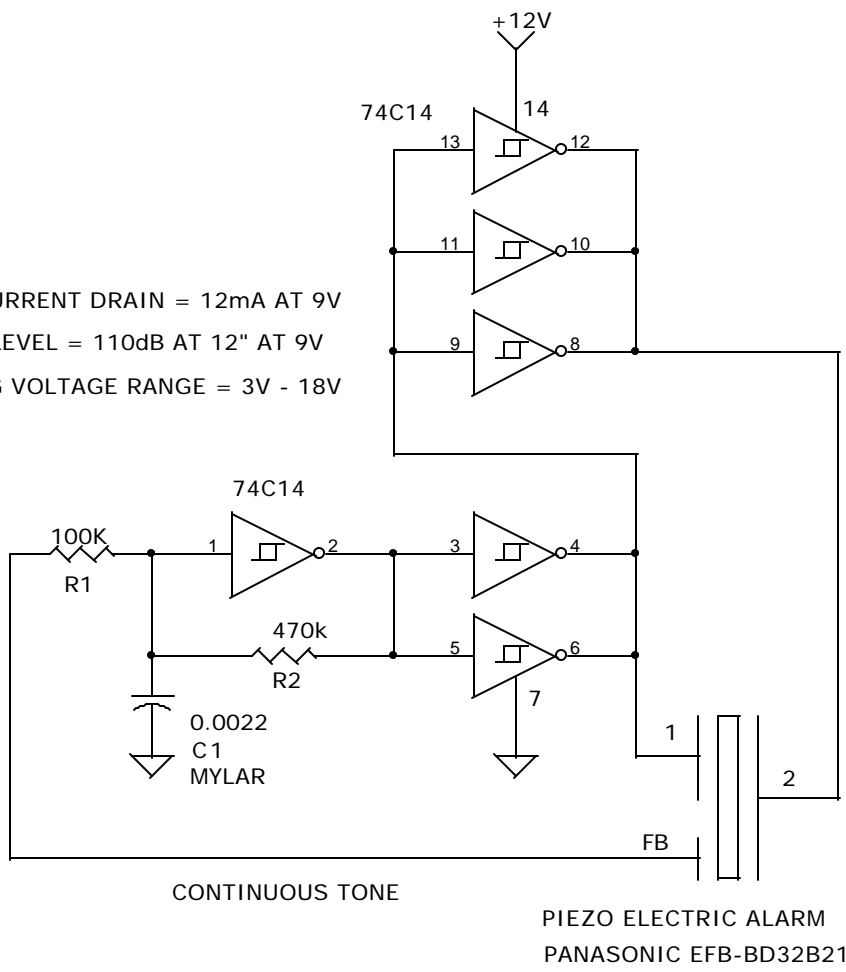 +12V
74C14
14
13
12
11
10
9
8
URRENT DRAIN = 12mA AT 9V
LEVEL = 110dB AT 12" AT 9V
G VOLTAGE RANGE = 3V - 18V
74C14
100K
R1
1
2
3
4
470k
R2
5
6
7
0.0022
C1
MYLAR
1
2
FB
CONTINUOUS TONE
PIEZO ELECTRIC ALARM
PANASONIC EFB-BD32B21